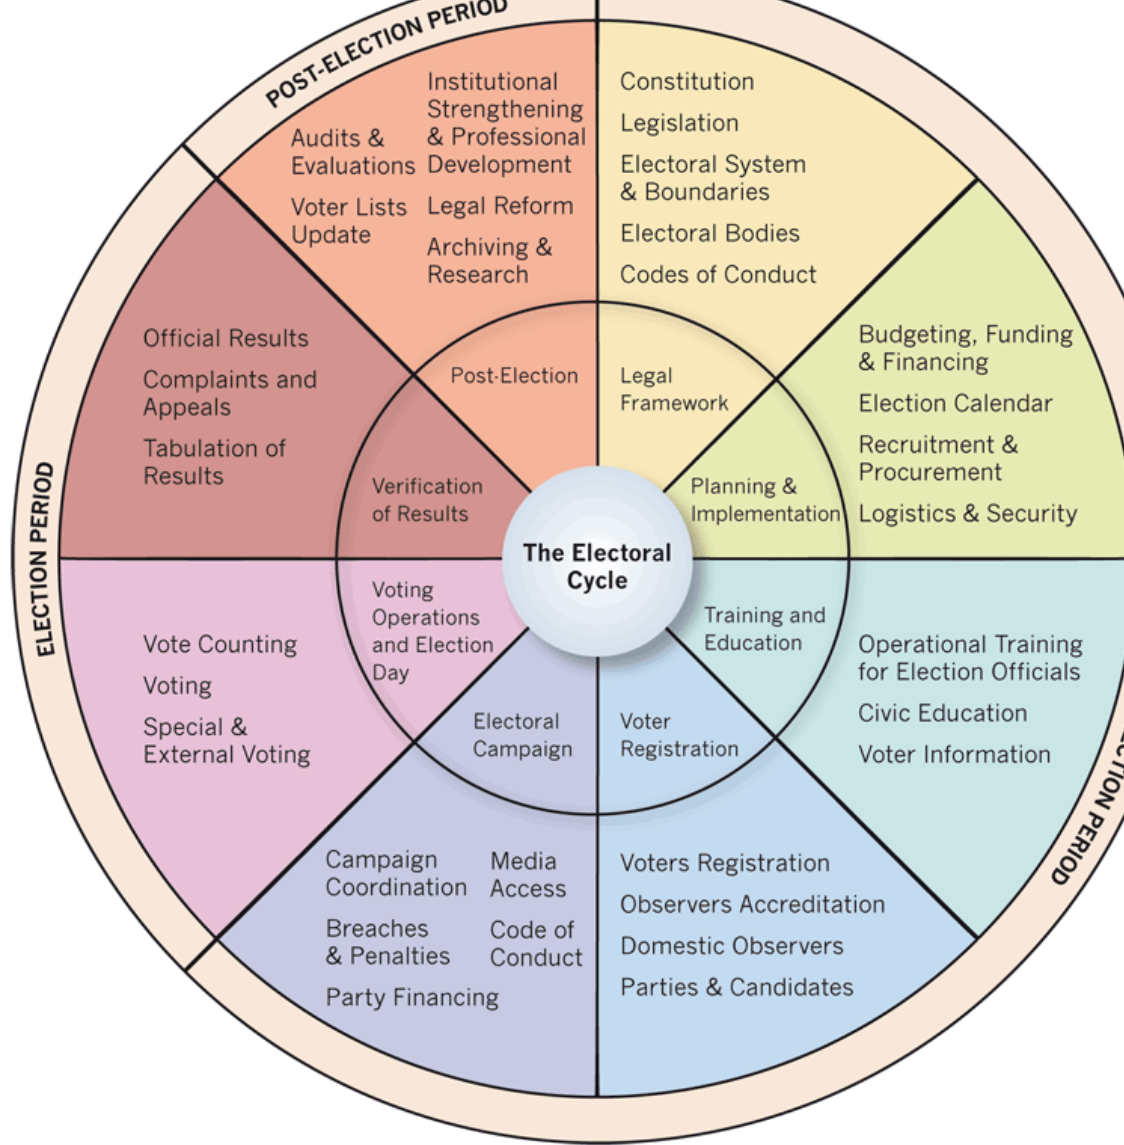 POST-ELECTION PERIOD
Institutional
Strengthening
& Professional
Development
Legal Reform
Archiving &
Research
Audits &
Evaluations
Voter Lists
Update
Post-Election
Constitution
Legislation
Electoral System
& Boundaries
Electoral Bodies
Codes of Conduct
Legal
Framework
Budgeting, Funding
& Financing
Election Calendar
Recruitment &
Procurement
Logistics & Security
Planning &
Implementation
The Electoral
Cycle
Training and
Education
Operational Training
for Election Officials
Civic Education
Voter Information
PERIOD
Voter
Registration
Voters Registration
Observers Accreditation
Domestic Observers
Parties & Candidates
Electoral
Campaign
Campaign
Coordination
Breaches
& Penalties
Party Financing
Media
Access
Code of
Conduct
Voting
Operations
and Election
Day
Vote Counting
Voting
Special &
External Voting
ELECTION PERIOD
Verification
of Results
Official Results
Complaints and
Appeals
Tabulation of
Results